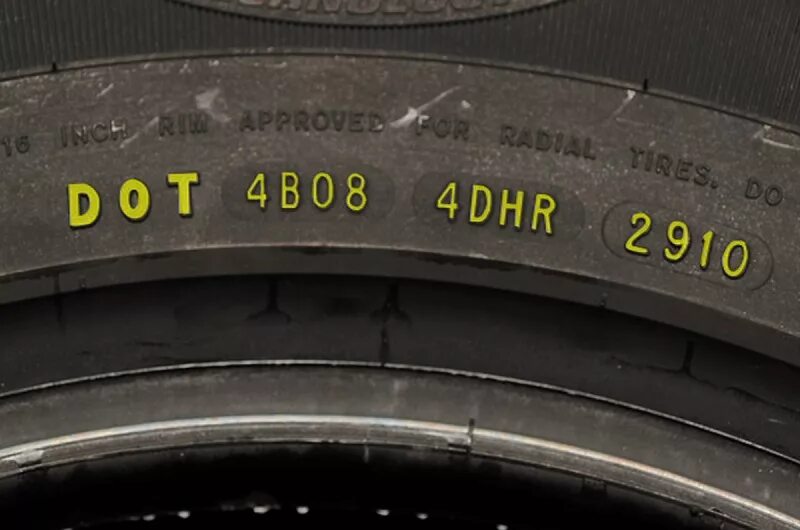 16 INCH RIM APPROVED FOR RADIAL TIRES. DO
DOT 4B08 4DHR 2910